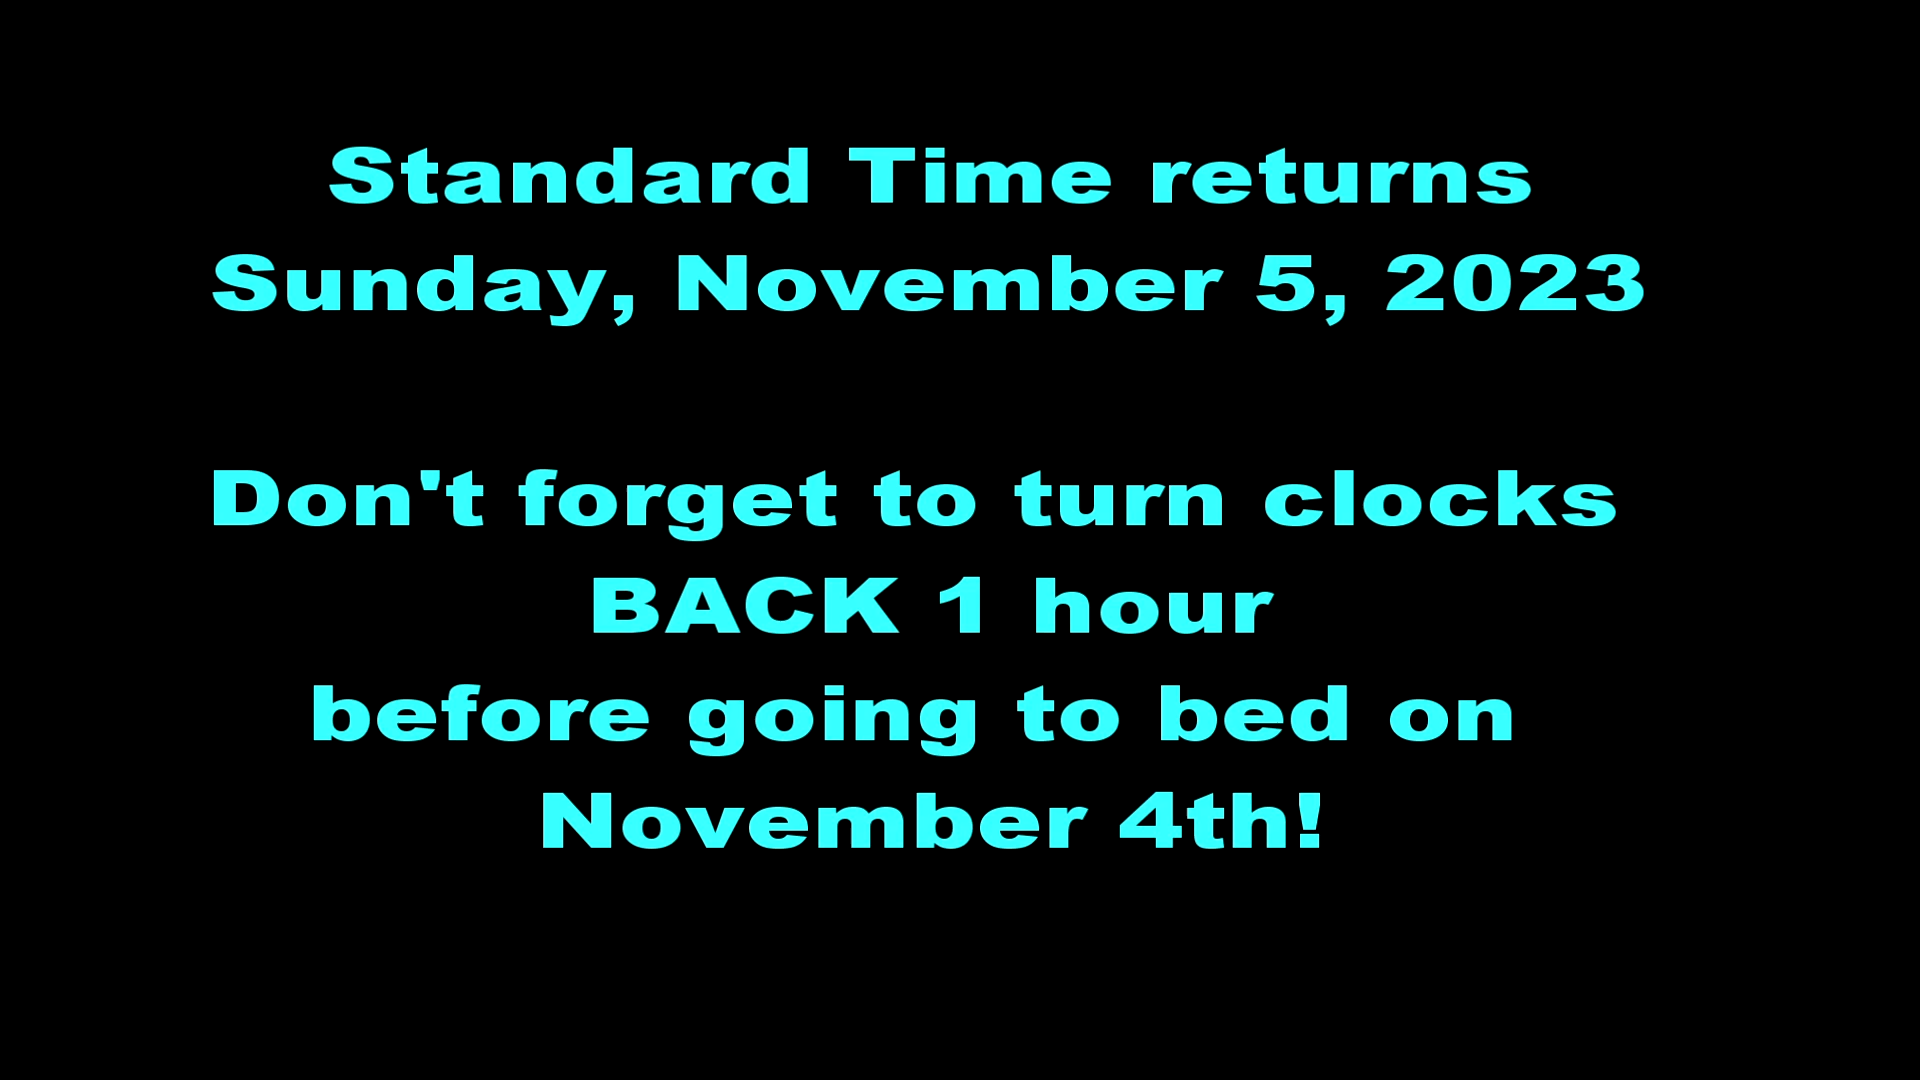 Standard Time returns
Sunday, November 5, 2023
Don't forget to turn clocks
BACK 1 hour
before going to bed on
November 4th!